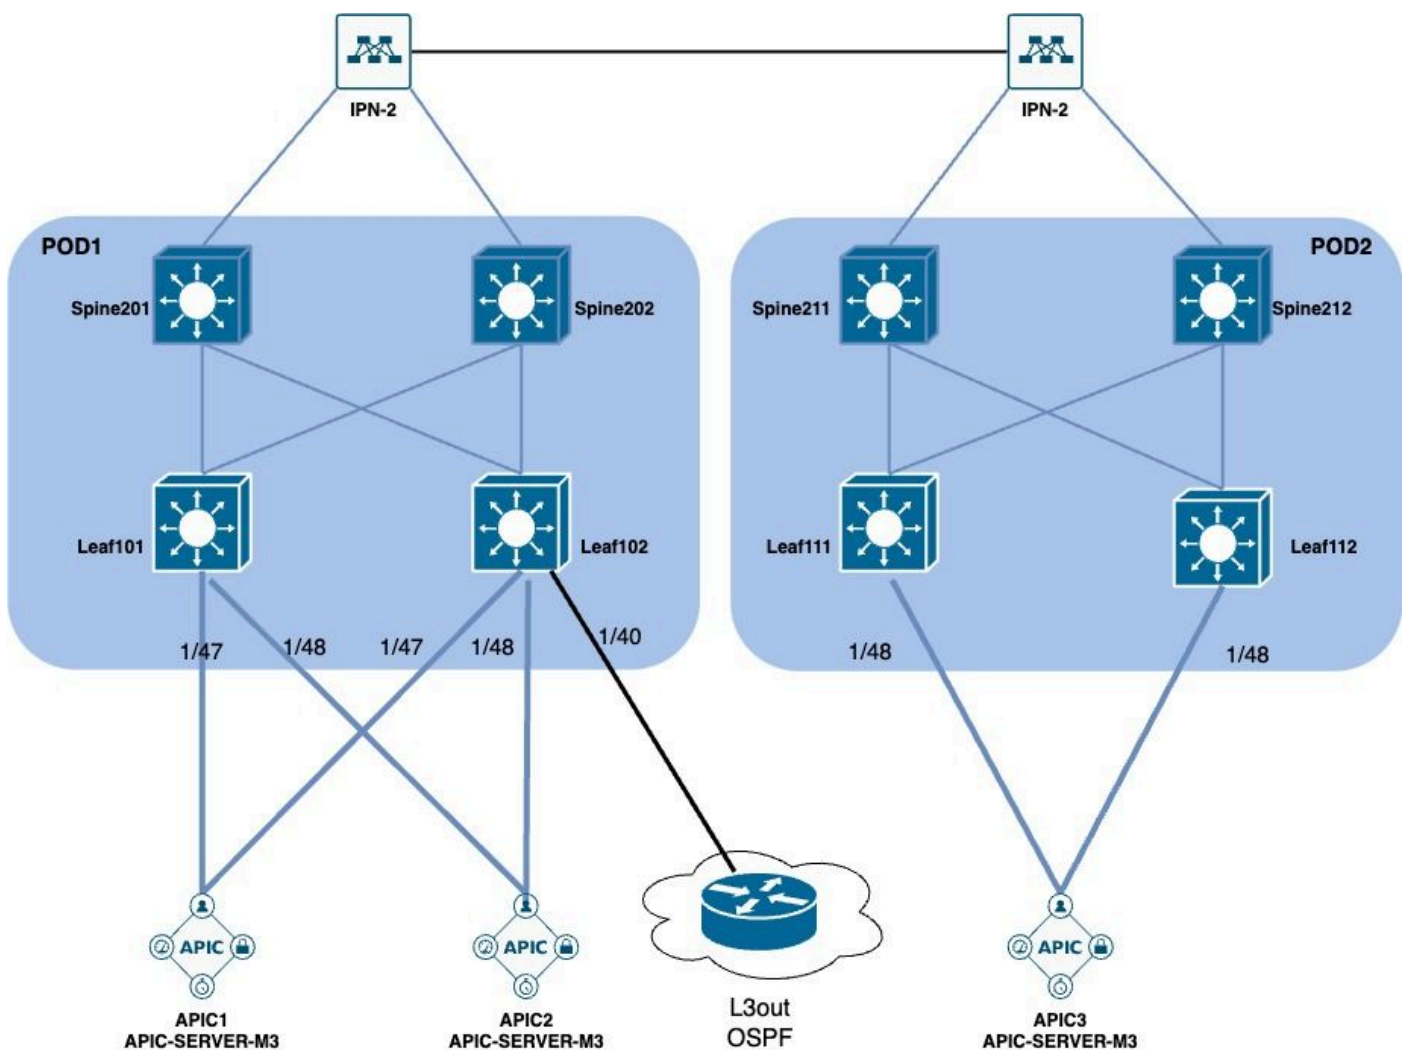 IPN-2
IPN-2
POD1
POD2
Spine201
Spine202
Spine211
Spine212
Leaf101
Leaf102
Leaf111
Leaf112
1/47
1/48
1/47
1/48
1/40
1/48
1/48
APIC
APIC
APIC
APIC1
APIC-SERVER-M3
APIC2
APIC-SERVER-M3
L3out
OSPF
APIC3
APIC-SERVER-M3